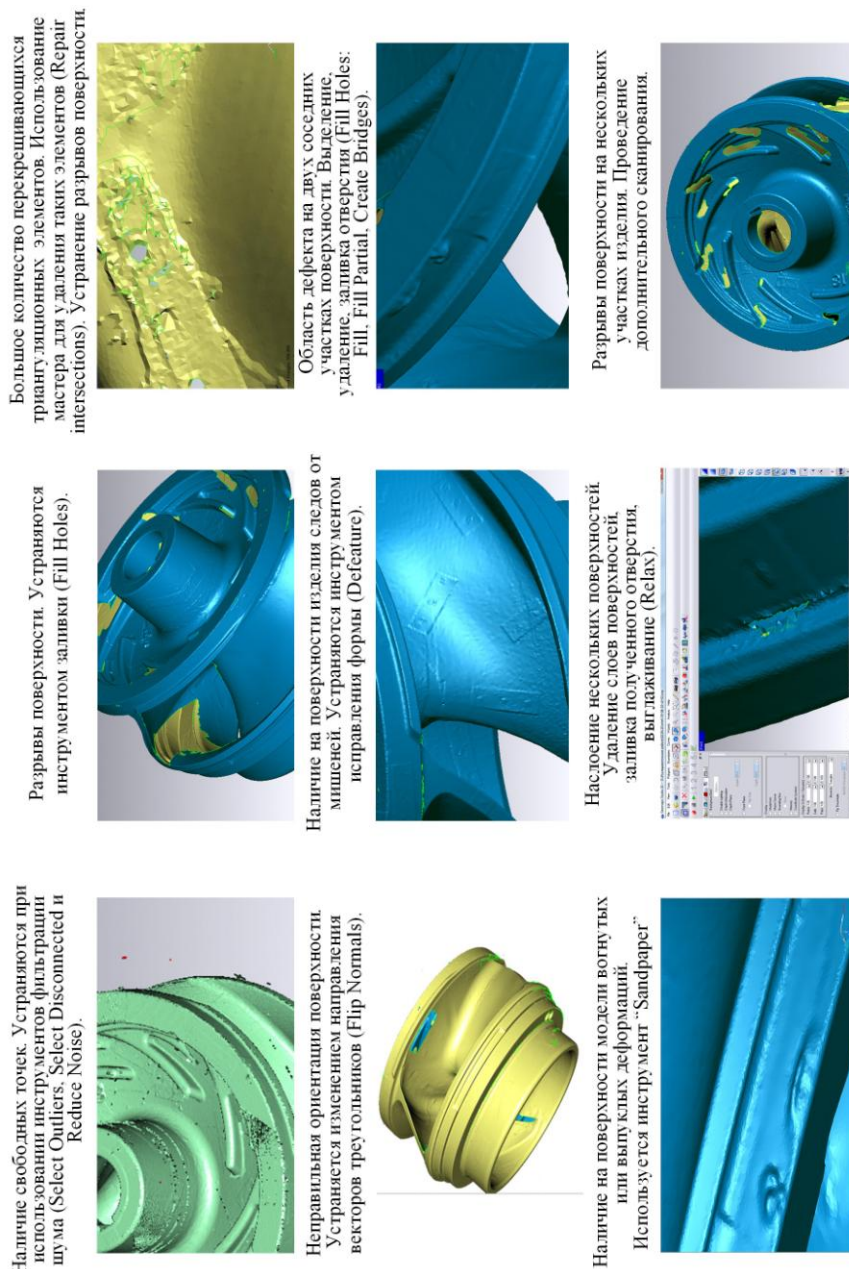 Наличие свободных точек. Устраняются при
использовании инструментов фильтрации
шума (Select Outliers, Select Disconnected и
Reduce Noise).
Разрывы поверхности. Устраняются
инструментом заливки (Fill Holes).
Большое количество перекрещивающихся
триангуляционных элементов. Использование
мастера для удаления таких элементов (Repair
intersections). Устранение разрывов поверхности.
Неправильная ориентация поверхности.
Устраняется изменением направления
векторов треугольников (Flip Normals).
Наличие на поверхности изделия следов от
мишеней. Устраняются инструментом
исправления формы (Defeature).
Область дефекта на двух соседних
участках поверхности. Выделение,
удаление, заливка отверстия (Fill Holes:
Fill, Fill Partial, Create Bridges).
Наличие на поверхности модели вогнутых
или выпуклых деформаций.
Используется инструмент “Sandpaper”
Наслоение нескольких поверхностей.
Удаление слоев поверхностей,
заливка полученного отверстия,
выглаживание (Relax).
Разрывы поверхности на нескольких
участках изделия. Проведение
дополнительного сканирования.